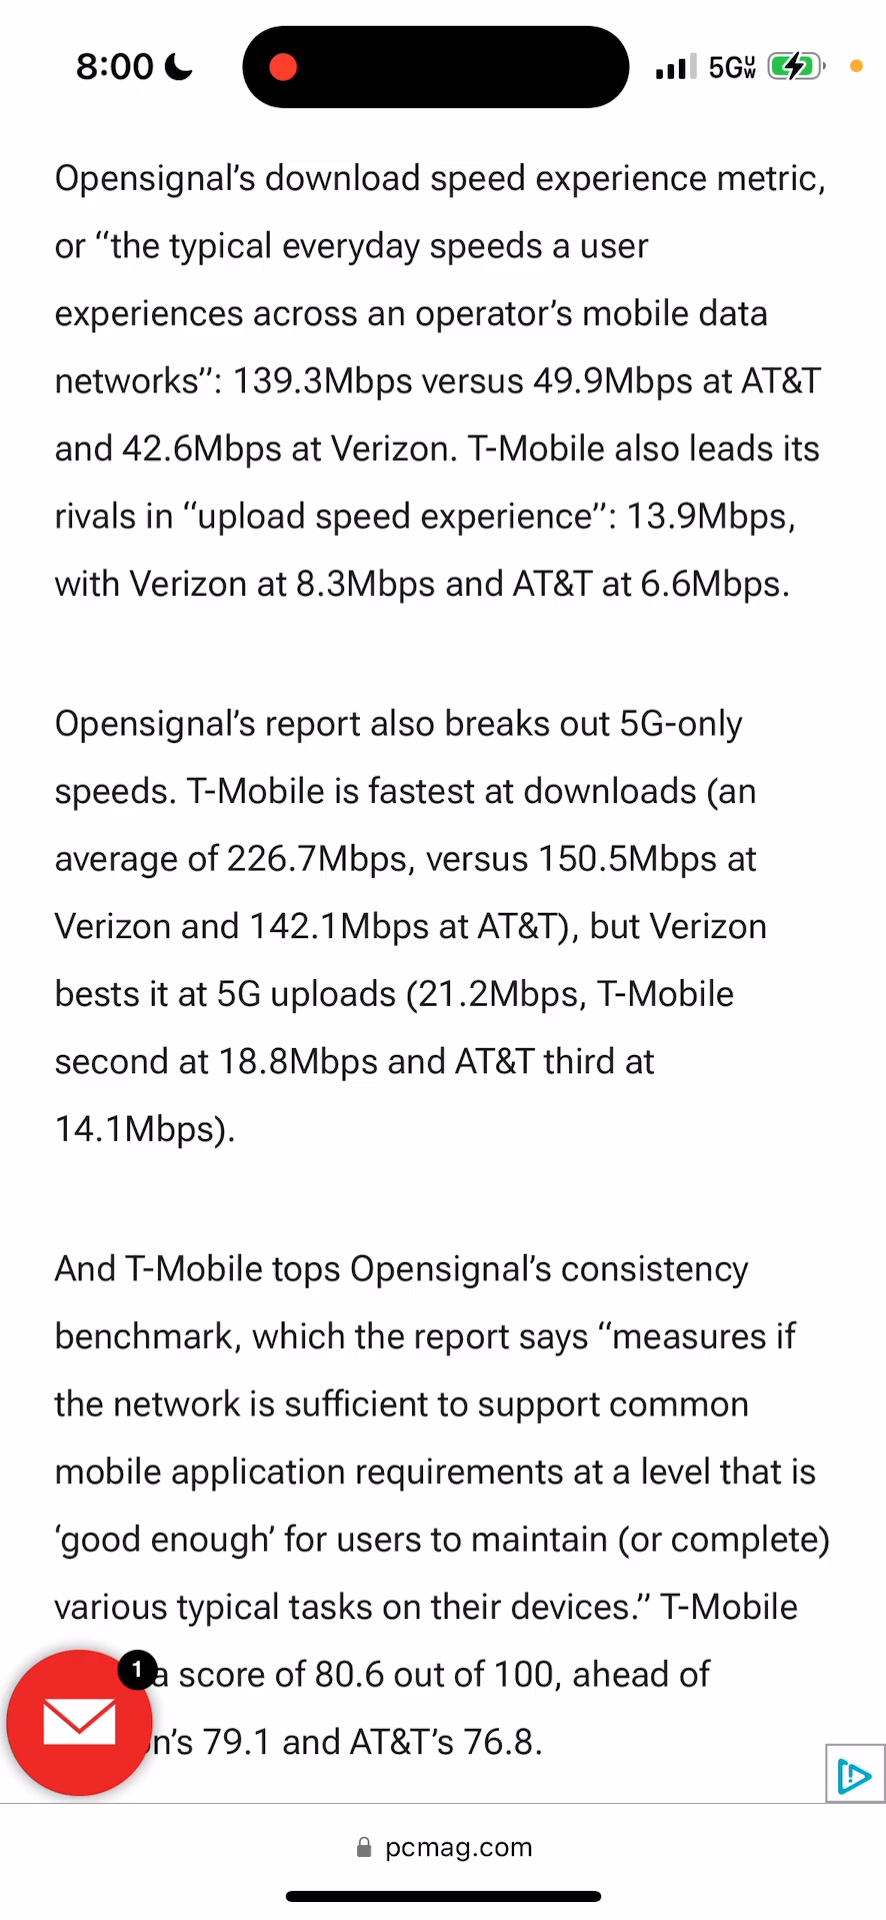 8:00
5G UW
Opensignal’s download speed experience metric,
or “the typical everyday speeds a user
experiences across an operator’s mobile data
networks”: 139.3Mbps versus 49.9Mbps at AT&T
and 42.6Mbps at Verizon. T-Mobile also leads its
rivals in “upload speed experience”: 13.9Mbps,
with Verizon at 8.3Mbps and AT&T at 6.6Mbps.
Opensignal’s report also breaks out 5G-only
speeds. T-Mobile is fastest at downloads (an
average of 226.7Mbps, versus 150.5Mbps at
Verizon and 142.1Mbps at AT&T), but Verizon
bests it at 5G uploads (21.2Mbps, T-Mobile
second at 18.8Mbps and AT&T third at
14.1Mbps).
And T-Mobile tops Opensignal’s consistency
benchmark, which the report says “measures if
the network is sufficient to support common
mobile application requirements at a level that is
‘good enough’ for users to maintain (or complete)
various typical tasks on their devices.” T-Mobile
1
a score of 80.6 out of 100, ahead of
n’s 79.1 and AT&T’s 76.8.
pcmag.com